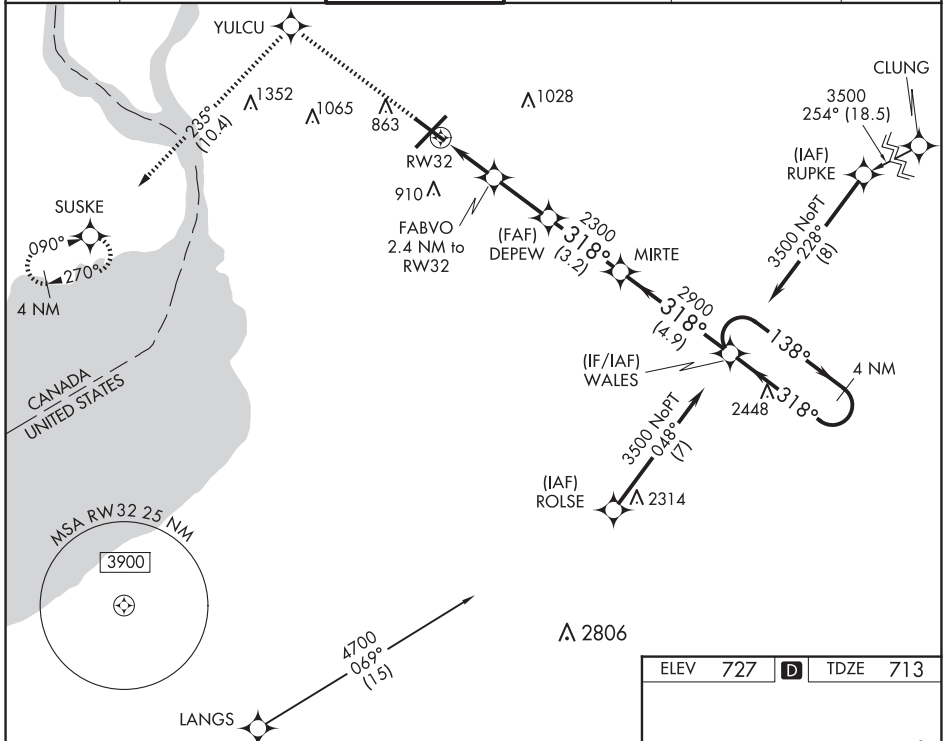 YULCU
CLUNG
1352
1065
863
1028
3500
254° (18.5)
235°
(10.4)
RW32
(IAF)
RUPKE
910
SUSKE
FABVO
2.4 NM to
RW32
(FAF)
DEPEW
2300
318°
(3.2)
MIRTE
3500 NoPT
228°
(8)
090°
270°
4 NM
2900
318°
(4.9)
138°
4 NM
(IF/IAF)
WALES
2448
318°
CANADA
UNITED STATES
3500 NoPT
048°
(7)
(IAF)
ROLSE
2314
MSA RW32 25 NM
3900
2806
4700
069°
(15)
LANGS
ELEV 727 D TDZE 713